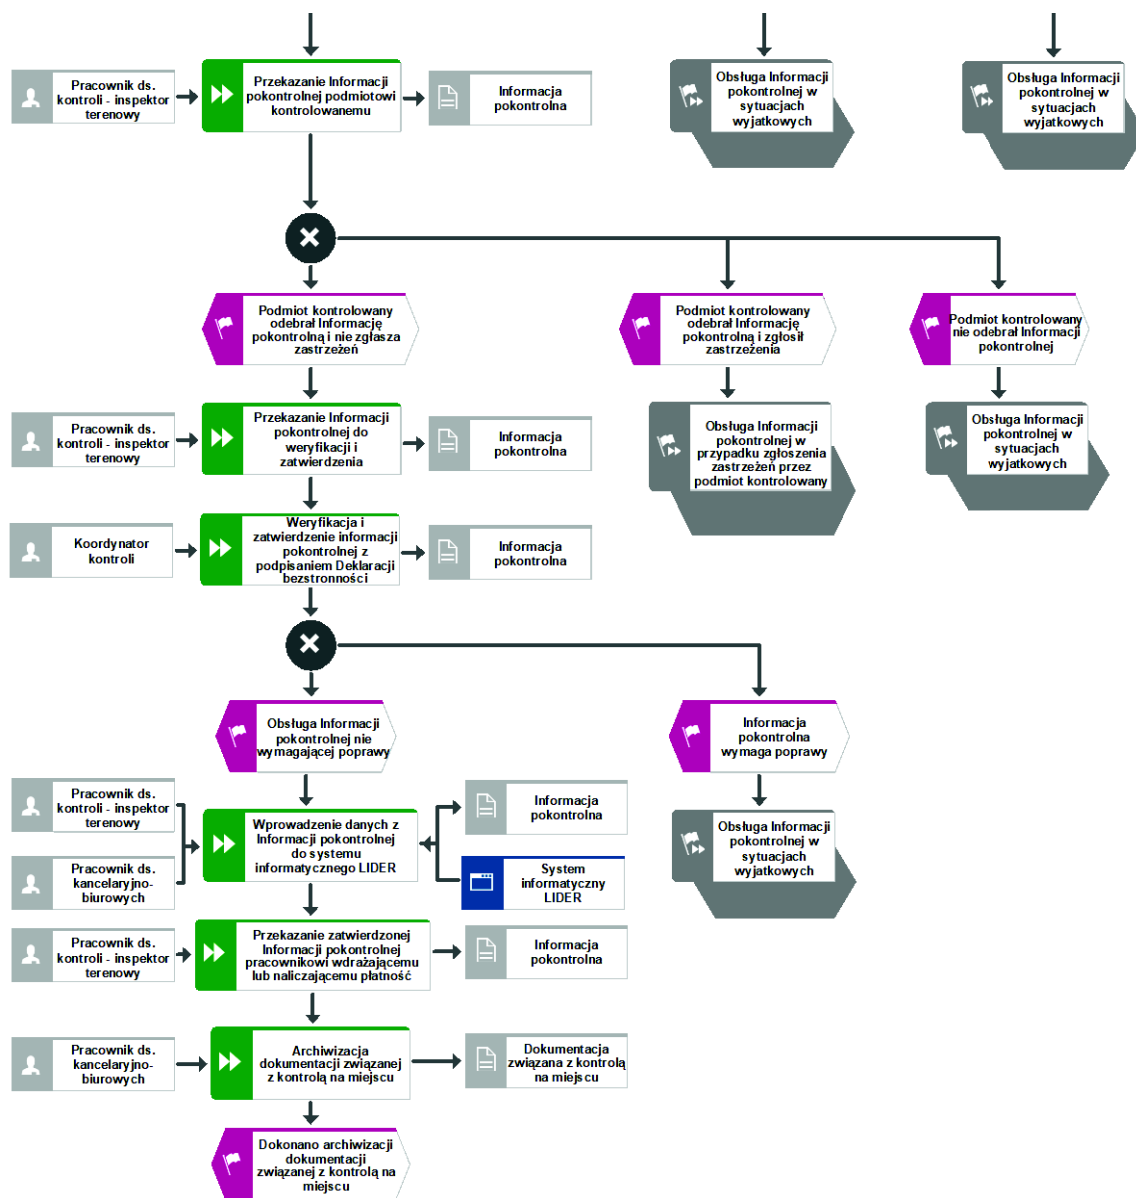 Pracownik ds.
kontroli - inspektor
terenowy
Przekazanie Informacji
pokontrolnej podmiotowi
kontrolowanemu
Informacja
pokontrolna
Obsługa Informacji
pokontrolnej w
sytuacjach
wyjatkowych
Obsługa Informacji
pokontrolnej w
sytuacjach
wyjatkowych
Podmiot kontrolowany
odebrał Informację
pokontrolną i nie zgłasza
zastrzeżeń
Podmiot kontrolowany
odebrał Informację
pokontrolną i zgłosił
zastrzeżenia
Podmiot kontrolowany
nie odebrał Informacji
pokontrolnej
Pracownik ds.
kontroli - inspektor
terenowy
Przekazanie Informacji
pokontrolnej do
weryfikacji i
zatwierdzenia
Informacja
pokontrolna
Obsługa Informacji
pokontrolnej w
przypadku zgłoszenia
zastrzeżeń przez
podmiot kontrolowany
Obsługa Informacji
pokontrolnej w
sytuacjach
wyjatkowych
Koordynator
kontroli
Weryfikacja i
zatwierdzenie informacji
pokontrolnej z
podpisaniem Deklaracji
bezstronności
Informacja
pokontrolna
Obsługa Informacji
pokontrolnej nie
wymagającej poprawy
Informacja
pokontrolna
wymaga poprawy
Pracownik ds.
kontroli - inspektor
terenowy
Pracownik ds.
kancelaryjno-
biurowych
Wprowadzenie danych z
Informacji pokontrolnej
do systemu
informatycznego LIDER
Informacja
pokontrolna
System
informatyczny
LIDER
Obsługa Informacji
pokontrolnej w
sytuacjach
wyjatkowych
Pracownik ds.
kontroli - inspektor
terenowy
Przekazanie zatwierdzonej
Informacji pokontrolnej
pracownikowi wdrażającemu
lub naliczającemu płatność
Informacja
pokontrolna
Pracownik ds.
kancelaryjno-
biurowych
Archiwizacja
dokumentacji związanej
z kontrolą na miejscu
Dokumentacja
związana z kontrolą
na miejscu
Dokonano archiwizacji
dokumentacji
związanej z kontrolą na
miejscu